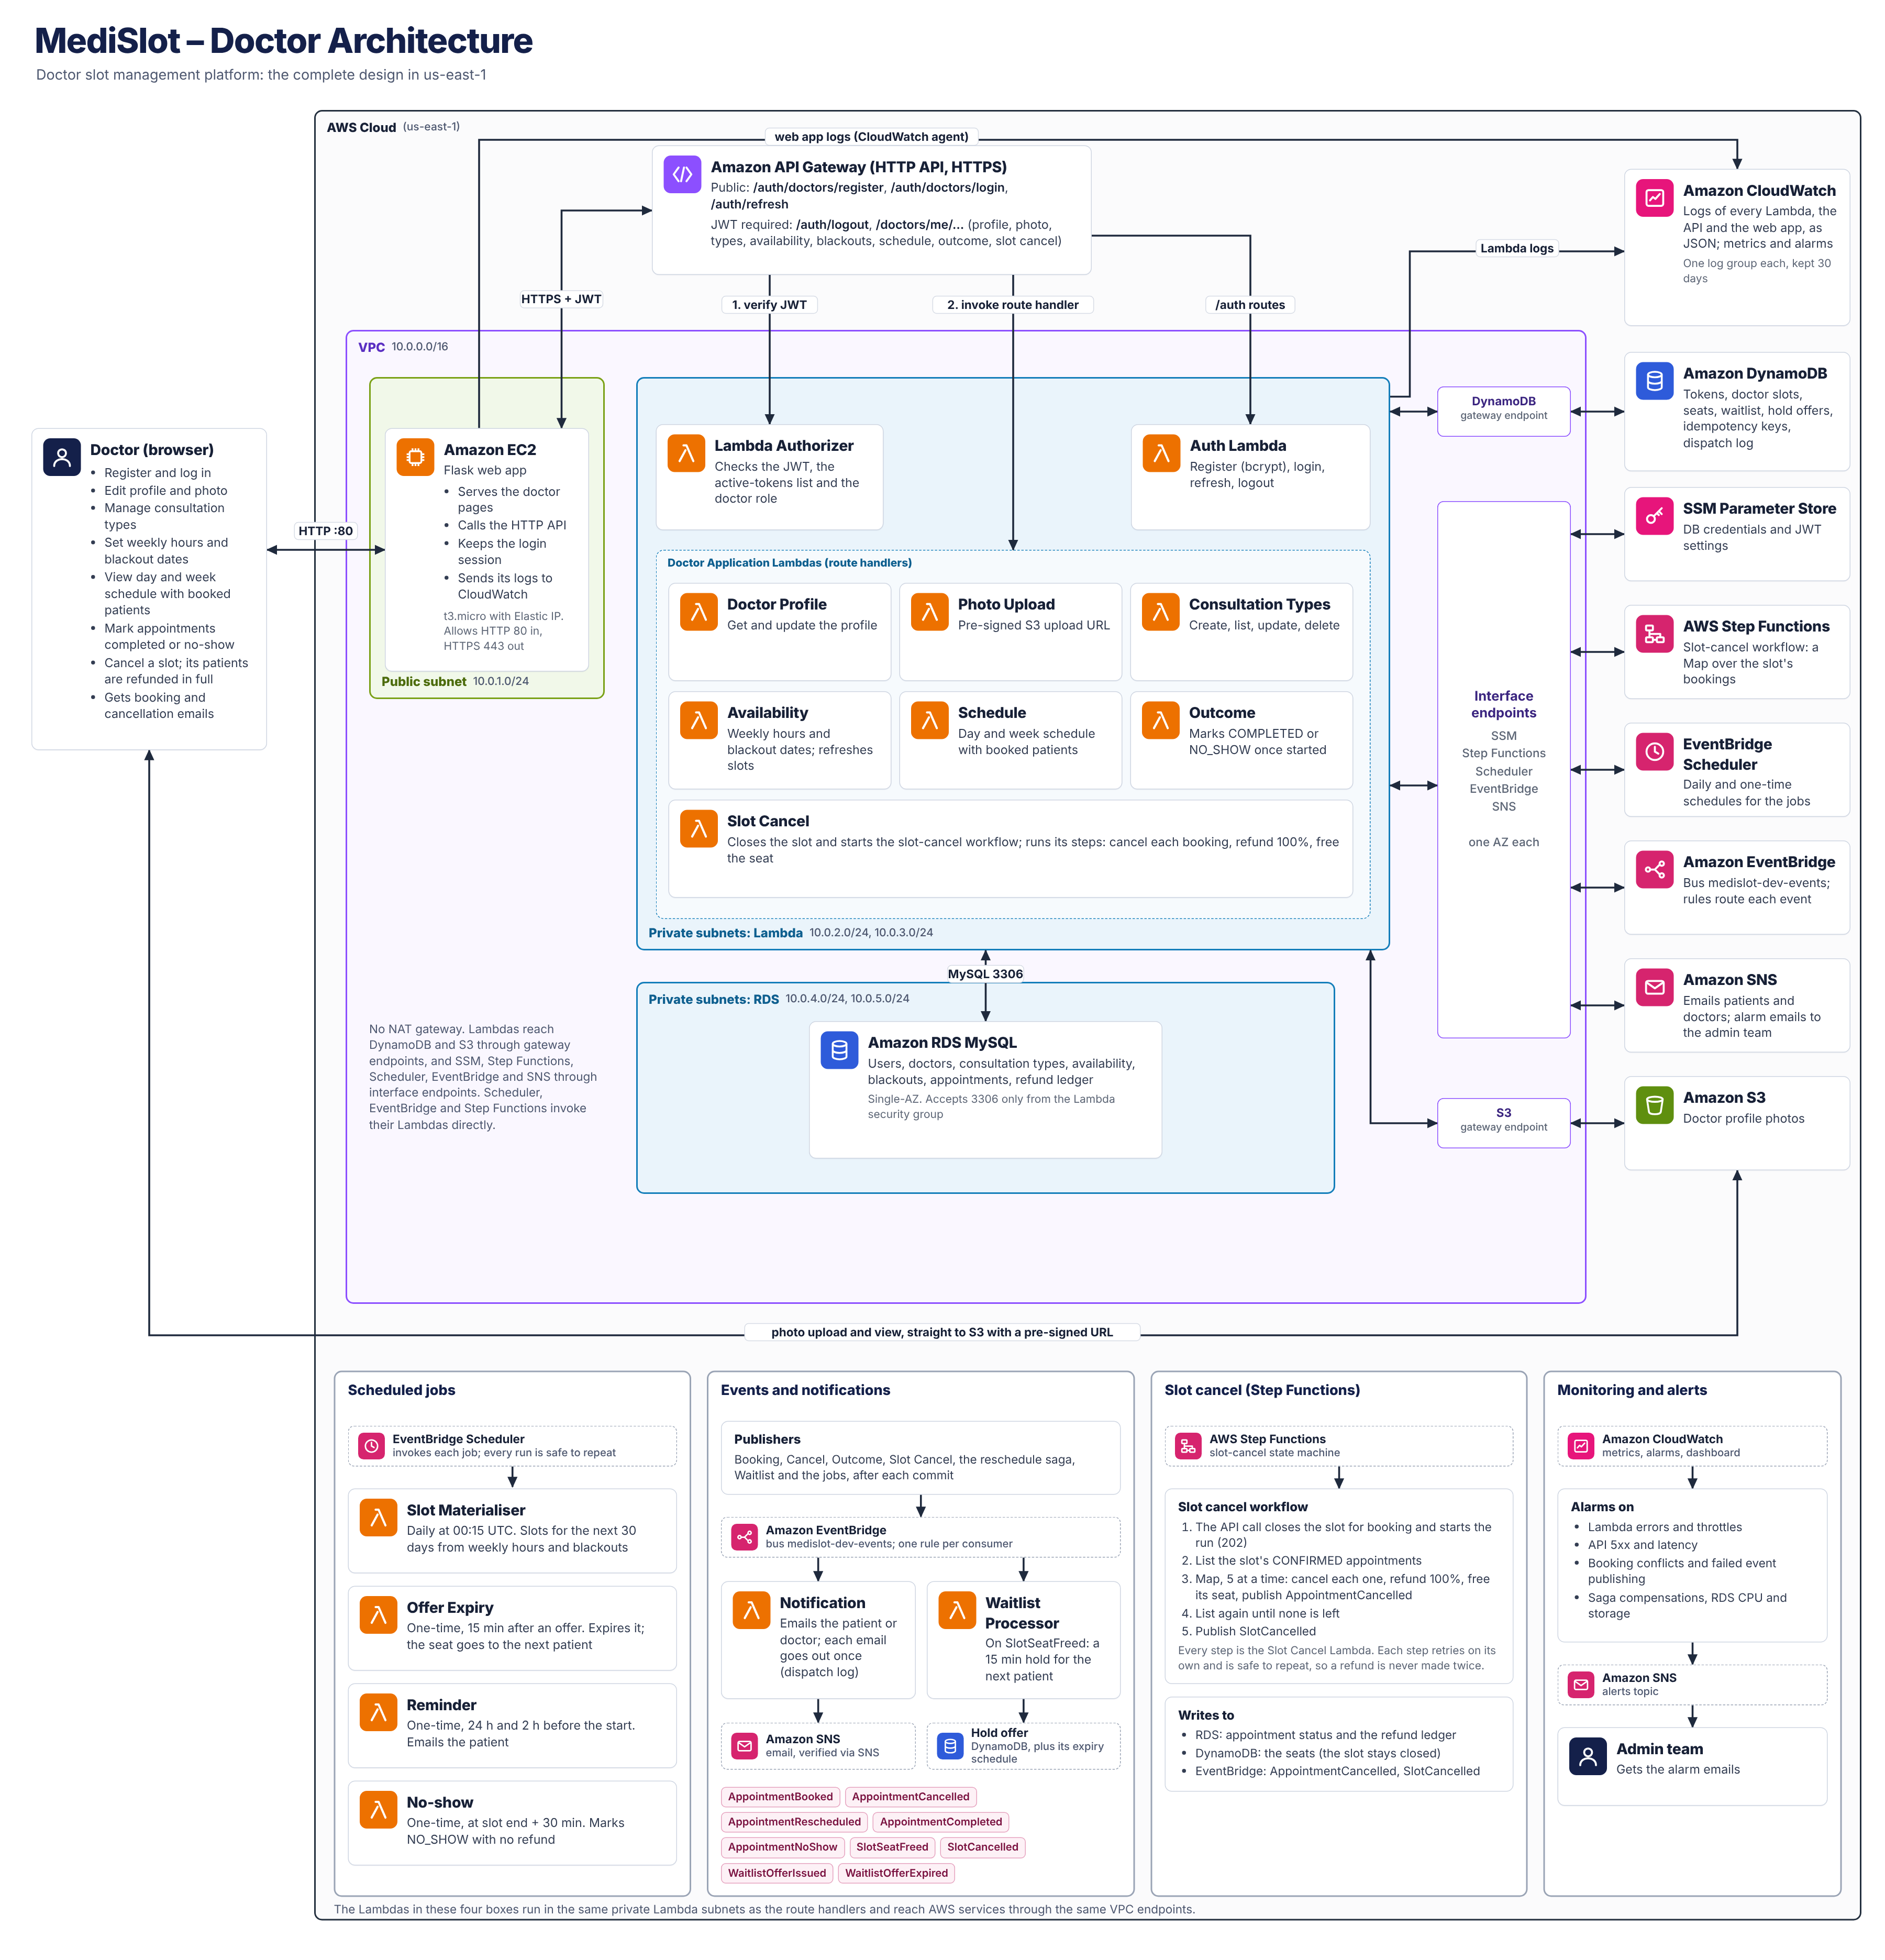 MediSlot – Doctor Architecture
Doctor slot management platform: the complete design in us-east-1
AWS Cloud (us-east-1)
web app logs (CloudWatch agent)
Amazon API Gateway (HTTP API, HTTPS)
Public: /auth/doctors/register, /auth/doctors/login,
/auth/refresh
JWT required: /auth/logout, /doctors/me/... (profile, photo,
types, availability, blackouts, schedule, outcome, slot cancel)
Amazon CloudWatch
Logs of every Lambda, the
API and the web app, as
JSON; metrics and alarms
One log group each, kept 30
days
Lambda logs
HTTPS + JWT
1. verify JWT
2. invoke route handler
/auth routes
VPC 10.0.0.0/16
Doctor (browser)
• Register and log in
• Edit profile and photo
• Manage consultation
types
• Set weekly hours and
blackout dates
• View day and week
schedule with booked
patients
• Mark appointments
completed or no-show
• Cancel a slot; its patients
are refunded in full
• Gets booking and
cancellation emails
HTTP :80
Amazon EC2
Flask web app
• Serves the doctor
pages
• Calls the HTTP API
• Keeps the login
session
• Sends its logs to
CloudWatch
t3.micro with Elastic IP.
Allows HTTP 80 in,
HTTPS 443 out
Public subnet 10.0.1.0/24
Lambda Authorizer
Checks the JWT, the
active-tokens list and the
doctor role
Auth Lambda
Register (bcrypt), login,
refresh, logout
Doctor Application Lambdas (route handlers)
Doctor Profile
Get and update the profile
Photo Upload
Pre-signed S3 upload URL
Consultation Types
Create, list, update, delete
Availability
Weekly hours and
blackout dates; refreshes
slots
Schedule
Day and week schedule
with booked patients
Outcome
Marks COMPLETED or
NO_SHOW once started
Slot Cancel
Closes the slot and starts the slot-cancel workflow; runs its steps: cancel each booking, refund 100%, free
the seat
Private subnets: Lambda 10.0.2.0/24, 10.0.3.0/24
MySQL 3306
Private subnets: RDS 10.0.4.0/24, 10.0.5.0/24
Amazon RDS MySQL
Users, doctors, consultation types, availability,
blackouts, appointments, refund ledger
Single-AZ. Accepts 3306 only from the Lambda
security group
No NAT gateway. Lambdas reach
DynamoDB and S3 through gateway
endpoints, and SSM, Step Functions,
Scheduler, EventBridge and SNS through
interface endpoints. Scheduler,
EventBridge and Step Functions invoke
their Lambdas directly.
DynamoDB
gateway endpoint
Interface
endpoints
SSM
Step Functions
Scheduler
EventBridge
SNS
one AZ each
S3
gateway endpoint
Amazon DynamoDB
Tokens, doctor slots,
seats, waitlist, hold offers,
idempotency keys,
dispatch log
SSM Parameter Store
DB credentials and JWT
settings
AWS Step Functions
Slot-cancel workflow: a
Map over the slot's
bookings
EventBridge
Scheduler
Daily and one-time
schedules for the jobs
Amazon EventBridge
Bus medislot-dev-events;
rules route each event
Amazon SNS
Emails patients and
doctors; alarm emails to
the admin team
Amazon S3
Doctor profile photos
photo upload and view, straight to S3 with a pre-signed URL
Scheduled jobs
EventBridge Scheduler
invokes each job; every run is safe to repeat
Slot Materialiser
Daily at 00:15 UTC. Slots for the next 30
days from weekly hours and blackouts
Offer Expiry
One-time, 15 min after an offer. Expires it;
the seat goes to the next patient
Reminder
One-time, 24 h and 2 h before the start.
Emails the patient
No-show
One-time, at slot end + 30 min. Marks
NO_SHOW with no refund
Events and notifications
Publishers
Booking, Cancel, Outcome, Slot Cancel, the reschedule saga,
Waitlist and the jobs, after each commit
Amazon EventBridge
bus medislot-dev-events; one rule per consumer
Notification
Emails the patient or
doctor; each email
goes out once
(dispatch log)
Waitlist
Processor
On SlotSeatFreed: a
15 min hold for the
next patient
Amazon SNS
email, verified via SNS
Hold offer
DynamoDB, plus its expiry
schedule
AppointmentBooked AppointmentCancelled
AppointmentRescheduled AppointmentCompleted
AppointmentNoShow SlotSeatFreed SlotCancelled
WaitlistOfferIssued WaitlistOfferExpired
Slot cancel (Step Functions)
AWS Step Functions
slot-cancel state machine
Slot cancel workflow
1. The API call closes the slot for booking and starts the
run (202)
2. List the slot's CONFIRMED appointments
3. Map, 5 at a time: cancel each one, refund 100%, free
its seat, publish AppointmentCancelled
4. List again until none is left
5. Publish SlotCancelled
Every step is the Slot Cancel Lambda. Each step retries on its
own and is safe to repeat, so a refund is never made twice.
Writes to
• RDS: appointment status and the refund ledger
• DynamoDB: the seats (the slot stays closed)
• EventBridge: AppointmentCancelled, SlotCancelled
Monitoring and alerts
Amazon CloudWatch
metrics, alarms, dashboard
Alarms on
• Lambda errors and throttles
• API 5xx and latency
• Booking conflicts and failed event
publishing
• Saga compensations, RDS CPU and
storage
Amazon SNS
alerts topic
Admin team
Gets the alarm emails
The Lambdas in these four boxes run in the same private Lambda subnets as the route handlers and reach AWS services through the same VPC endpoints.